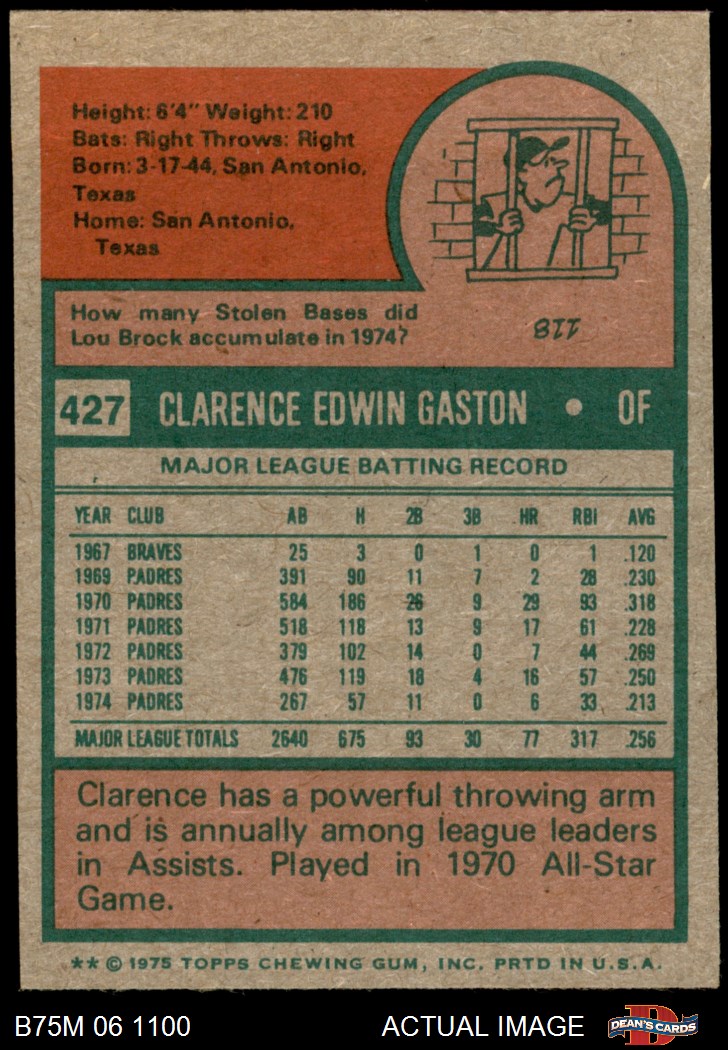 Height: 6'4" Weight: 210
Bats: Right Throws: Right
Born: 3-17-44, San Antonio,
Texas
Home: San Antonio,
Texas
How many Stolen Bases did
Lou Brock accumulate in 1974?
118
427 CLARENCE EDWIN GASTON • OF
MAJOR LEAGUE BATTING RECORD
YEAR CLUB AB H 2B 3B HR RBI AVG
1967 BRAVES 25 3 0 1 0 1 .120
1969 PADRES 391 90 11 7 2 28 .230
1970 PADRES 584 186 26 9 29 93 .318
1971 PADRES 518 118 13 9 17 61 .228
1972 PADRES 379 102 14 0 7 44 .269
1973 PADRES 476 119 18 4 16 57 .250
1974 PADRES 267 57 11 0 6 33 .213
MAJOR LEAGUE TOTALS 2640 675 93 30 77 317 .256
Clarence has a powerful throwing arm
and is annually among league leaders
in Assists. Played in 1970 All-Star
Game.
** © 1975 TOPPS CHEWING GUM, INC. PRTD IN U.S.A.
B75M 06 1100 ACTUAL IMAGE D DEAN'S CARDS